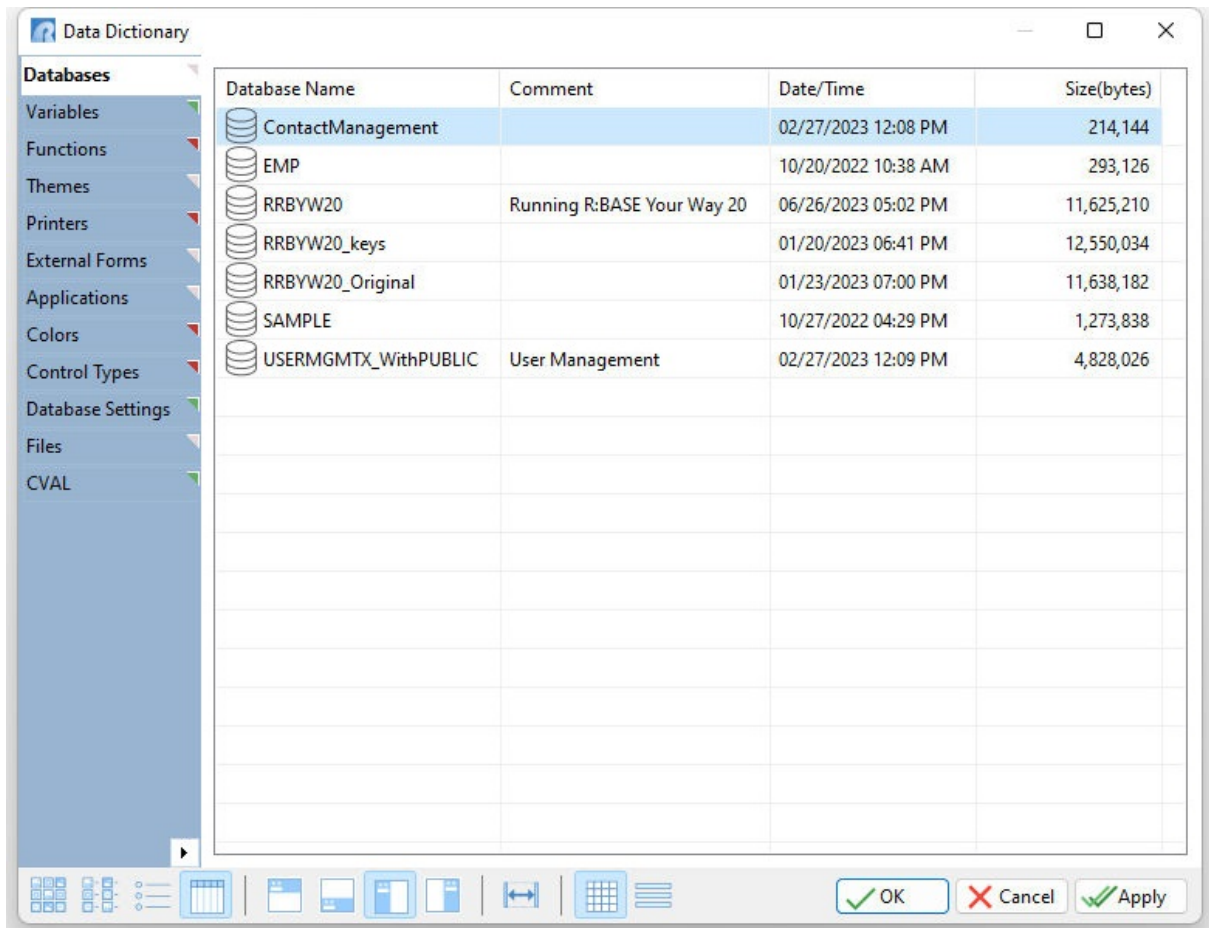 Data Dictionary
Databases
Variables
Functions
Themes
Printers
External Forms
Applications
Colors
Control Types
Database Settings
Files
CVAL
Database Name Comment Date/Time Size(bytes)
ContactManagement 02/27/2023 12:08 PM 214,144
EMP 10/20/2022 10:38 AM 293,126
RRBYW20 Running R:BASE Your Way 20 06/26/2023 05:02 PM 11,625,210
RRBYW20_keys 01/20/2023 06:41 PM 12,550,034
RRBYW20_Original 01/23/2023 07:00 PM 11,638,182
SAMPLE 10/27/2022 04:29 PM 1,273,838
USERMGMTX_WithPUBLIC User Management 02/27/2023 12:09 PM 4,828,026
OK Cancel Apply